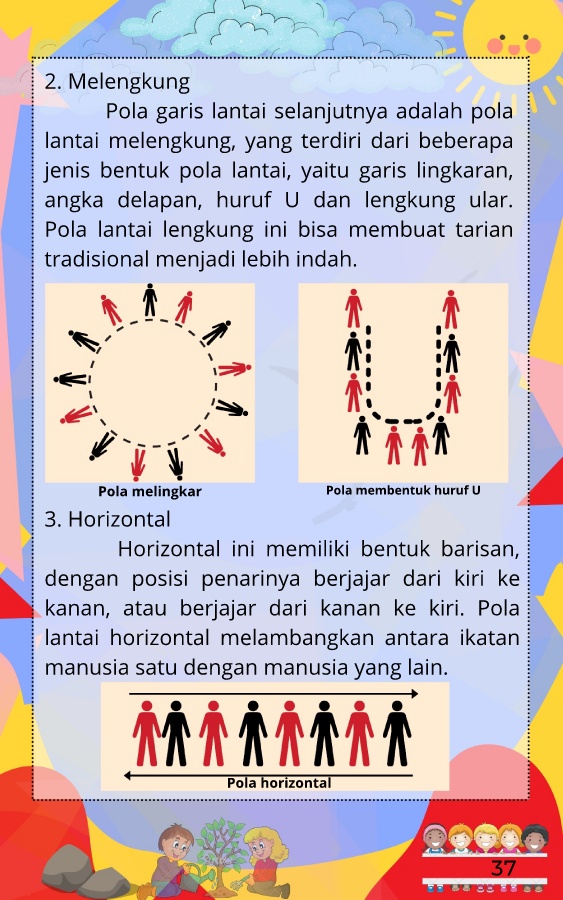 2. Melengkung
Pola garis lantai selanjutnya adalah pola
lantai melengkung, yang terdiri dari beberapa
jenis bentuk pola lantai, yaitu garis lingkaran,
angka delapan, huruf U dan lengkung ular.
Pola lantai lengkung ini bisa membuat tarian
tradisional menjadi lebih indah.
Pola melingkar
Pola membentuk huruf U
3. Horizontal
Horizontal ini memiliki bentuk barisan,
dengan posisi penarinya berjajar dari kiri ke
kanan, atau berjajar dari kanan ke kiri. Pola
lantai horizontal melambangkan antara ikatan
manusia satu dengan manusia yang lain.
Pola horizontal
37